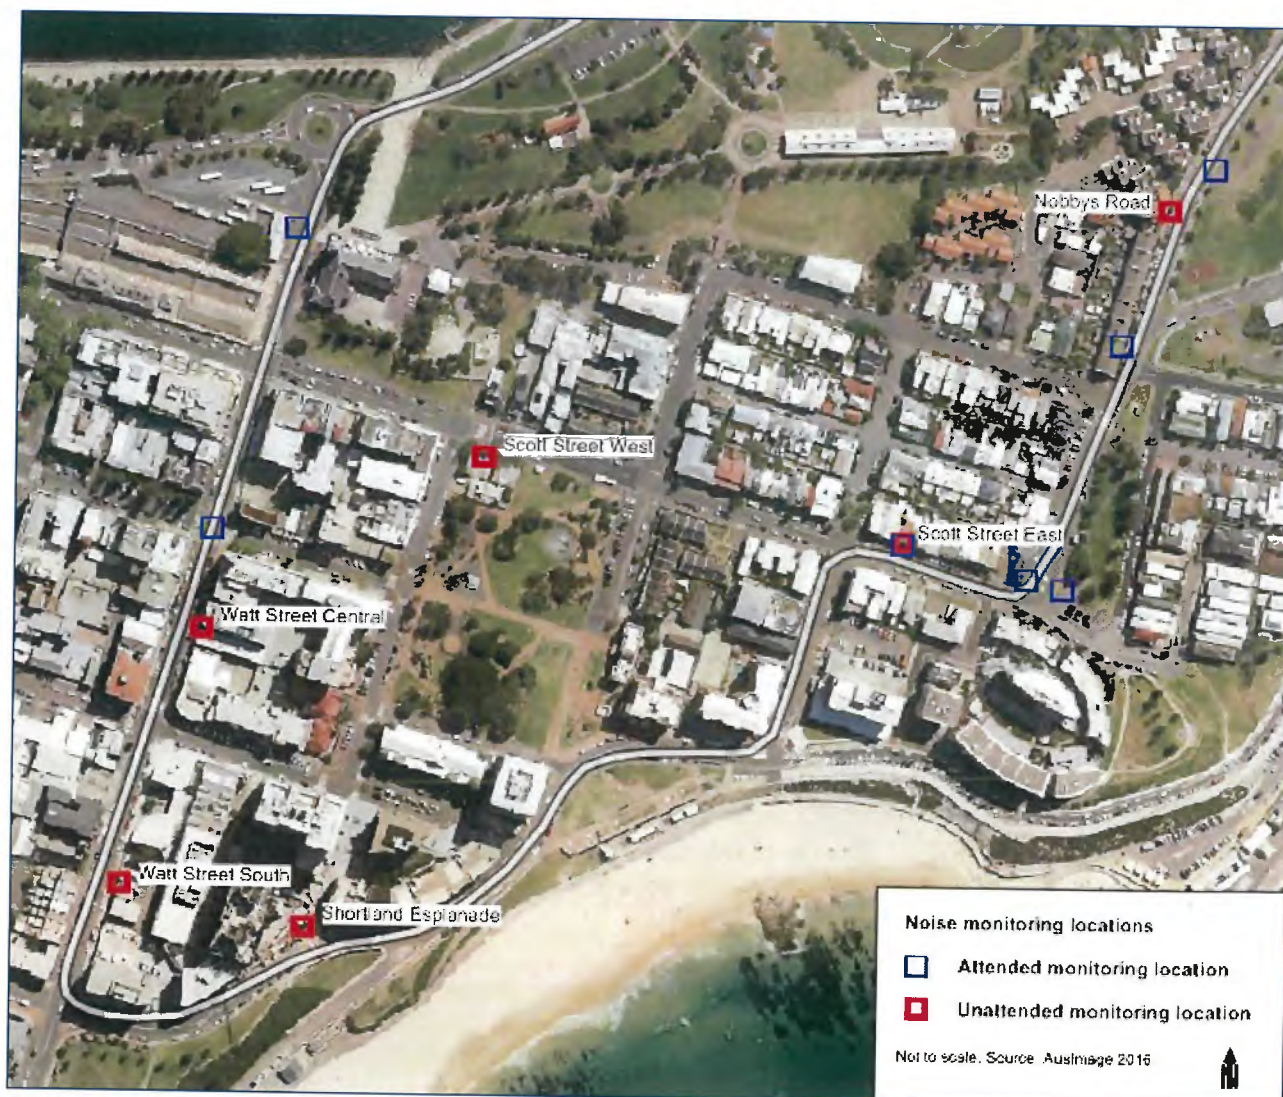 Nobbys Road
Scott Street West
Scott Street East
Watt Street Central
Watt Street South
Shortland Esplanade
Noise monitoring locations
Attended monitoring location
Unattended monitoring location
Not to scale. Source AusImage 2016